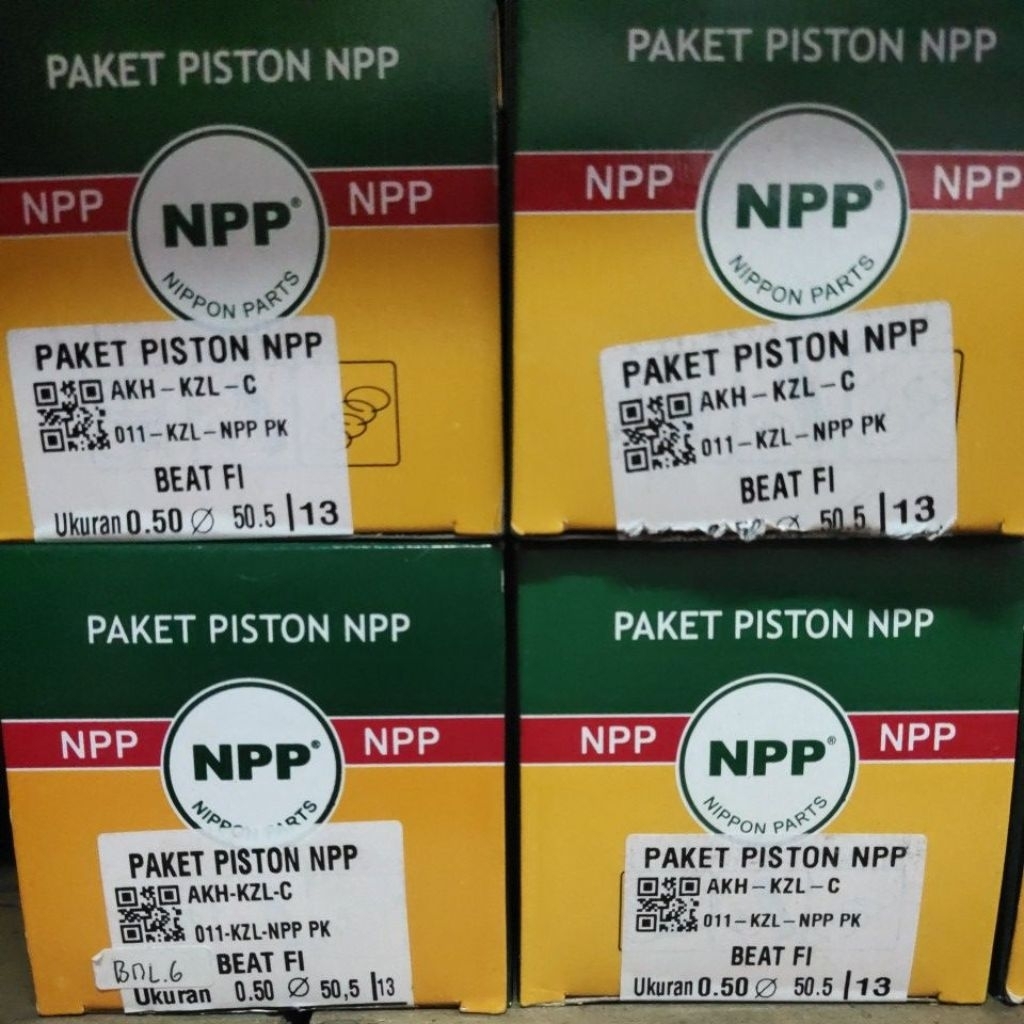 PAKET PISTON NPP
NPP NPP® NPP
NIPPON PARTS
PAKET PISTON NPP
AKH-KZL-C
011-KZL-NPP PK
BEAT FI
Ukuran 0.50 ⌀ 50.5 |13
PAKET PISTON NPP
NPP NPP® NPP
NIPPON PARTS
PAKET PISTON NPP
AKH-KZL-C
011-KZL-NPP PK
BEAT FI
⌀ 50.5 |13
PAKET PISTON NPP
NPP NPP® NPP
NIPPON PARTS
PAKET PISTON NPP
AKH-KZL-C
011-KZL-NPP PK
BEAT FI
Ukuran 0.50 ⌀ 50,5 |13
PAKET PISTON NPP
NPP NPP® NPP
NIPPON PARTS
PAKET PISTON NPP
AKH-KZL-C
011-KZL-NPP PK
BEAT FI
Ukuran 0.50 ⌀ 50.5 |13